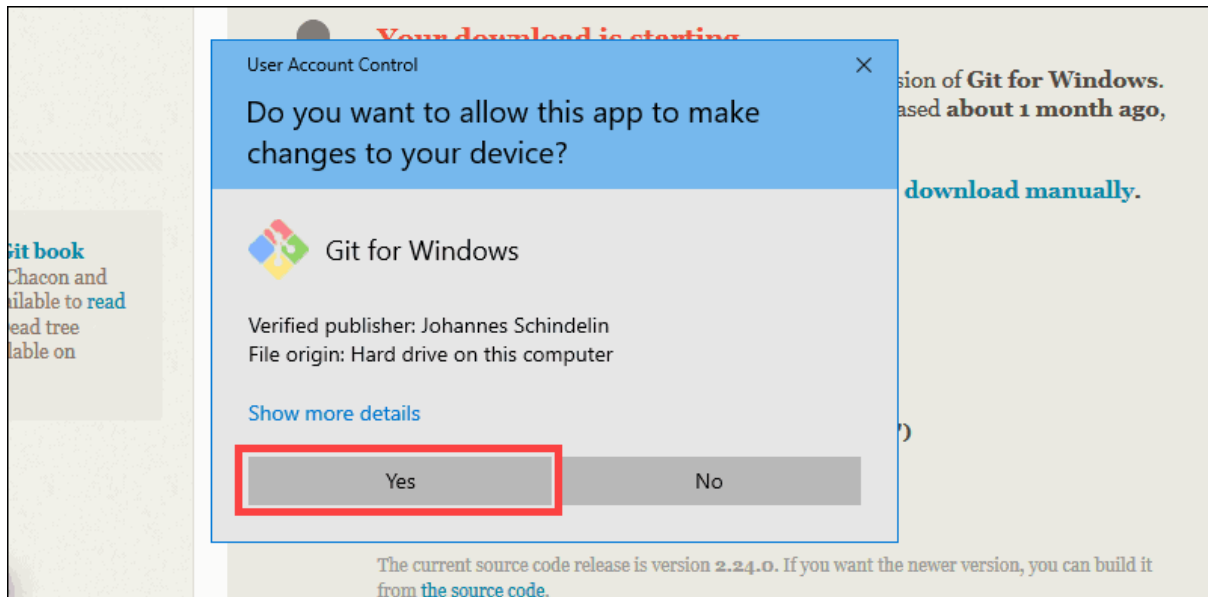 Your download is starting
sion of Git for Windows.
ased about 1 month ago,
download manually.
Git book
Chacon and
ilable to read
ead tree
lable on
User Account Control
Do you want to allow this app to make
changes to your device?
Git for Windows
Verified publisher: Johannes Schindelin
File origin: Hard drive on this computer
Show more details
Yes
No
')
The current source code release is version 2.24.0. If you want the newer version, you can build it
from the source code.